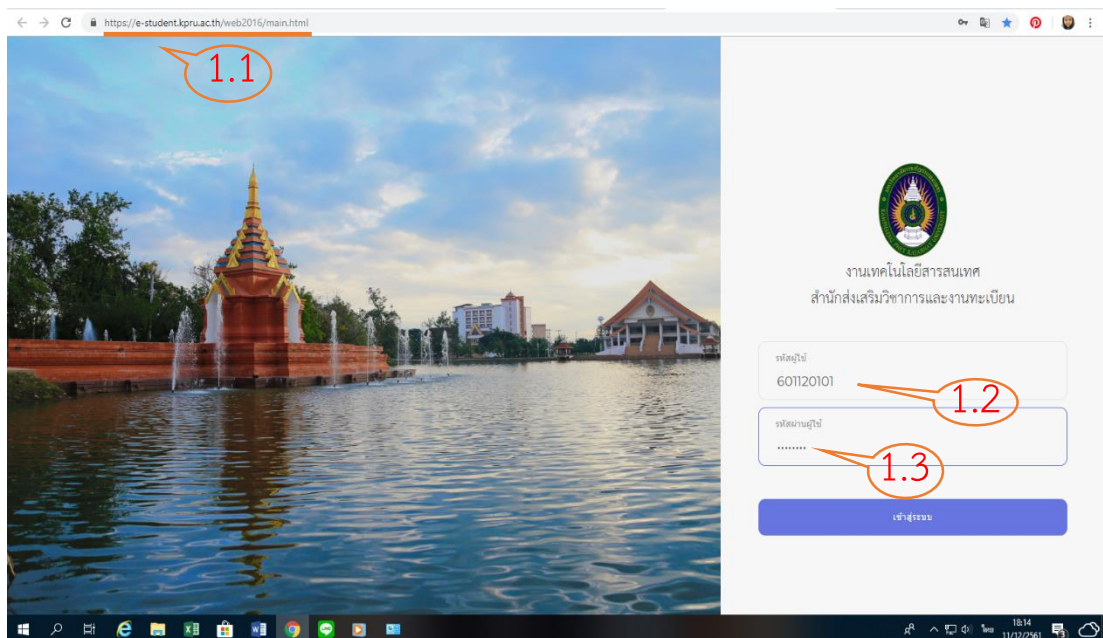 https://e-student.kpru.ac.th/web2016/main.html
1.1
งานเทคโนโลยีสารสนเทศ
สำนักส่งเสริมวิชาการและงานทะเบียน
รหัสผู้ใช้
601120101
1.2
รหัสผ่านผู้ใช้
........
1.3
เข้าสู่ระบบ
18:14
ไทย
11/12/2561